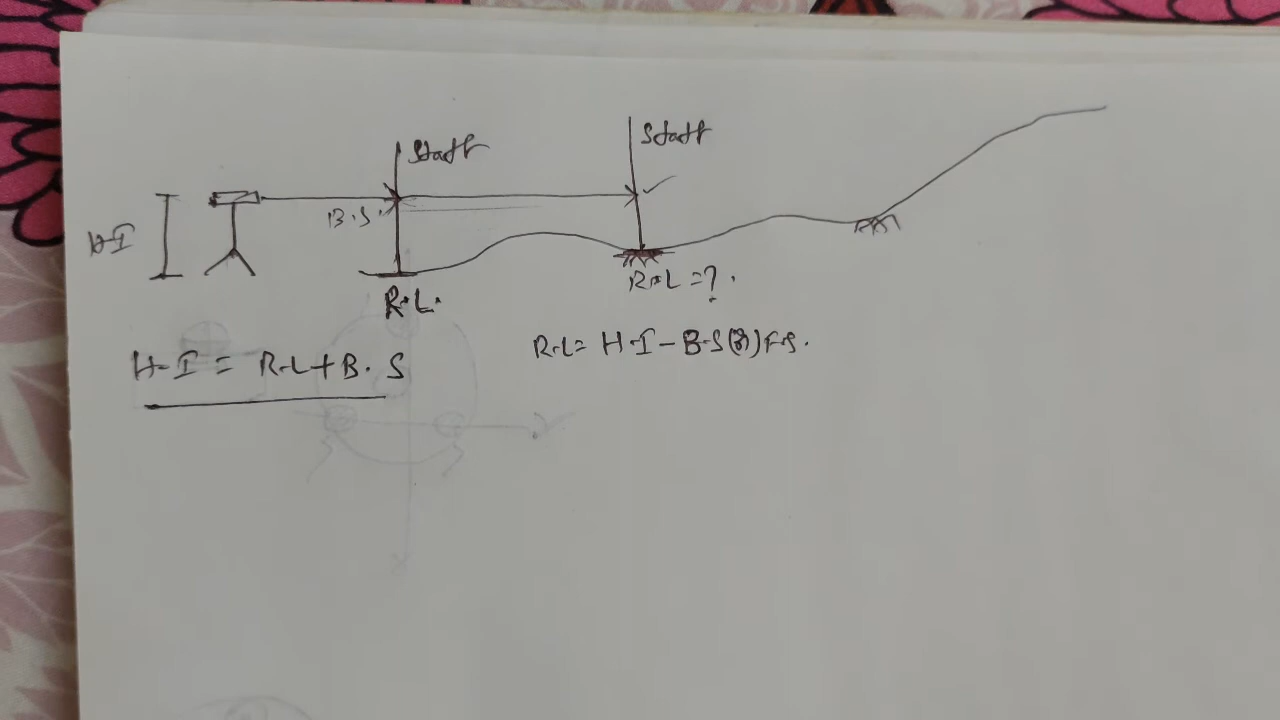 Staff
Staff
H.I
B.S.
R.L.
R.L =?.
H.I = R.L+B.S
R.L= H.I-B.S(or)F.S.